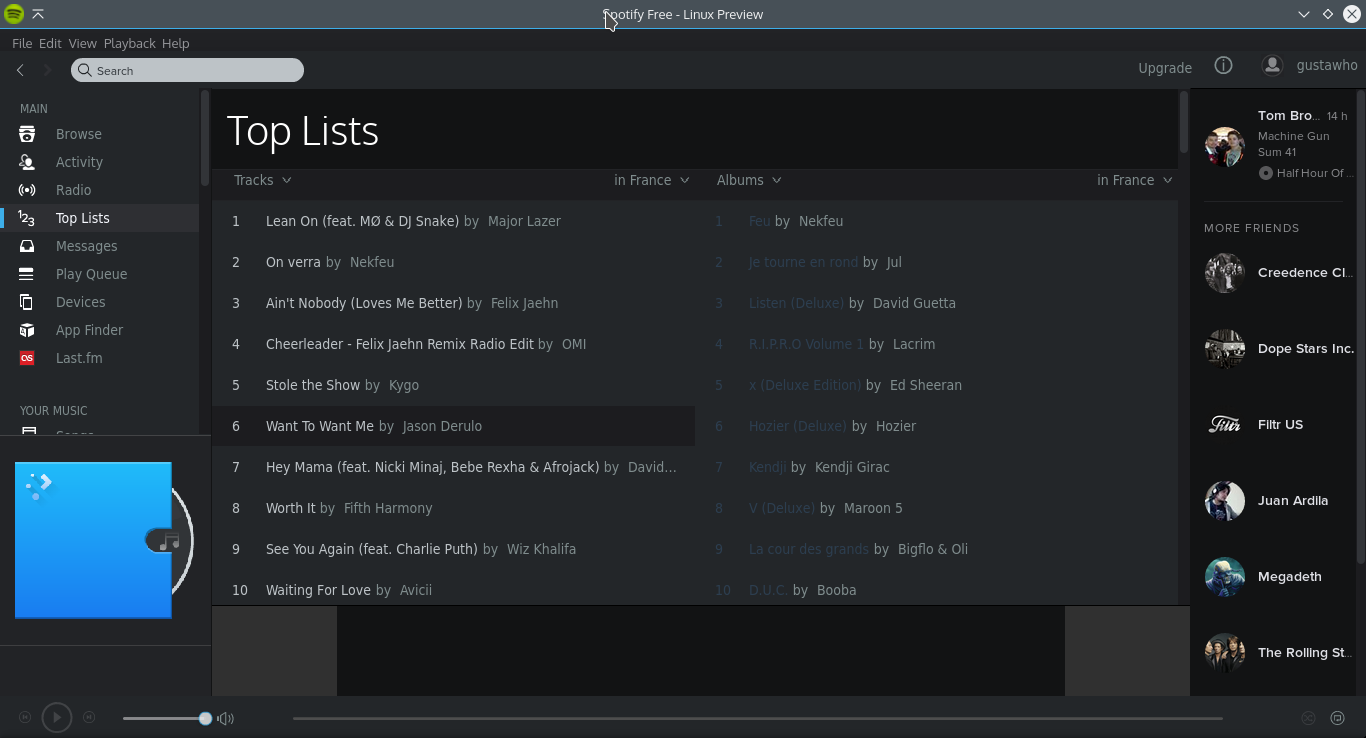 Spotify Free - Linux Preview
File Edit View Playback Help
Search
Upgrade
gustawho
MAIN
Browse
Activity
Radio
Top Lists
Messages
Play Queue
Devices
App Finder
Last.fm
YOUR MUSIC
Songs
Top Lists
Tracks in France
1 Lean On (feat. MØ & DJ Snake) by Major Lazer
2 On verra by Nekfeu
3 Ain't Nobody (Loves Me Better) by Felix Jaehn
4 Cheerleader - Felix Jaehn Remix Radio Edit by OMI
5 Stole the Show by Kygo
6 Want To Want Me by Jason Derulo
7 Hey Mama (feat. Nicki Minaj, Bebe Rexha & Afrojack) by David...
8 Worth It by Fifth Harmony
9 See You Again (feat. Charlie Puth) by Wiz Khalifa
10 Waiting For Love by Avicii
Albums in France
1 Feu by Nekfeu
2 Je tourne en rond by Jul
3 Listen (Deluxe) by David Guetta
4 R.I.P.R.O Volume 1 by Lacrim
5 x (Deluxe Edition) by Ed Sheeran
6 Hozier (Deluxe) by Hozier
7 Kendji by Kendji Girac
8 V (Deluxe) by Maroon 5
9 La cour des grands by Bigflo & Oli
10 D.U.C. by Booba
Tom Bro... 14 h
Machine Gun
Sum 41
Half Hour Of ...
MORE FRIENDS
Creedence Cl...
Dope Stars Inc.
Filtr
Filtr US
Juan Ardila
Megadeth
The Rolling St...